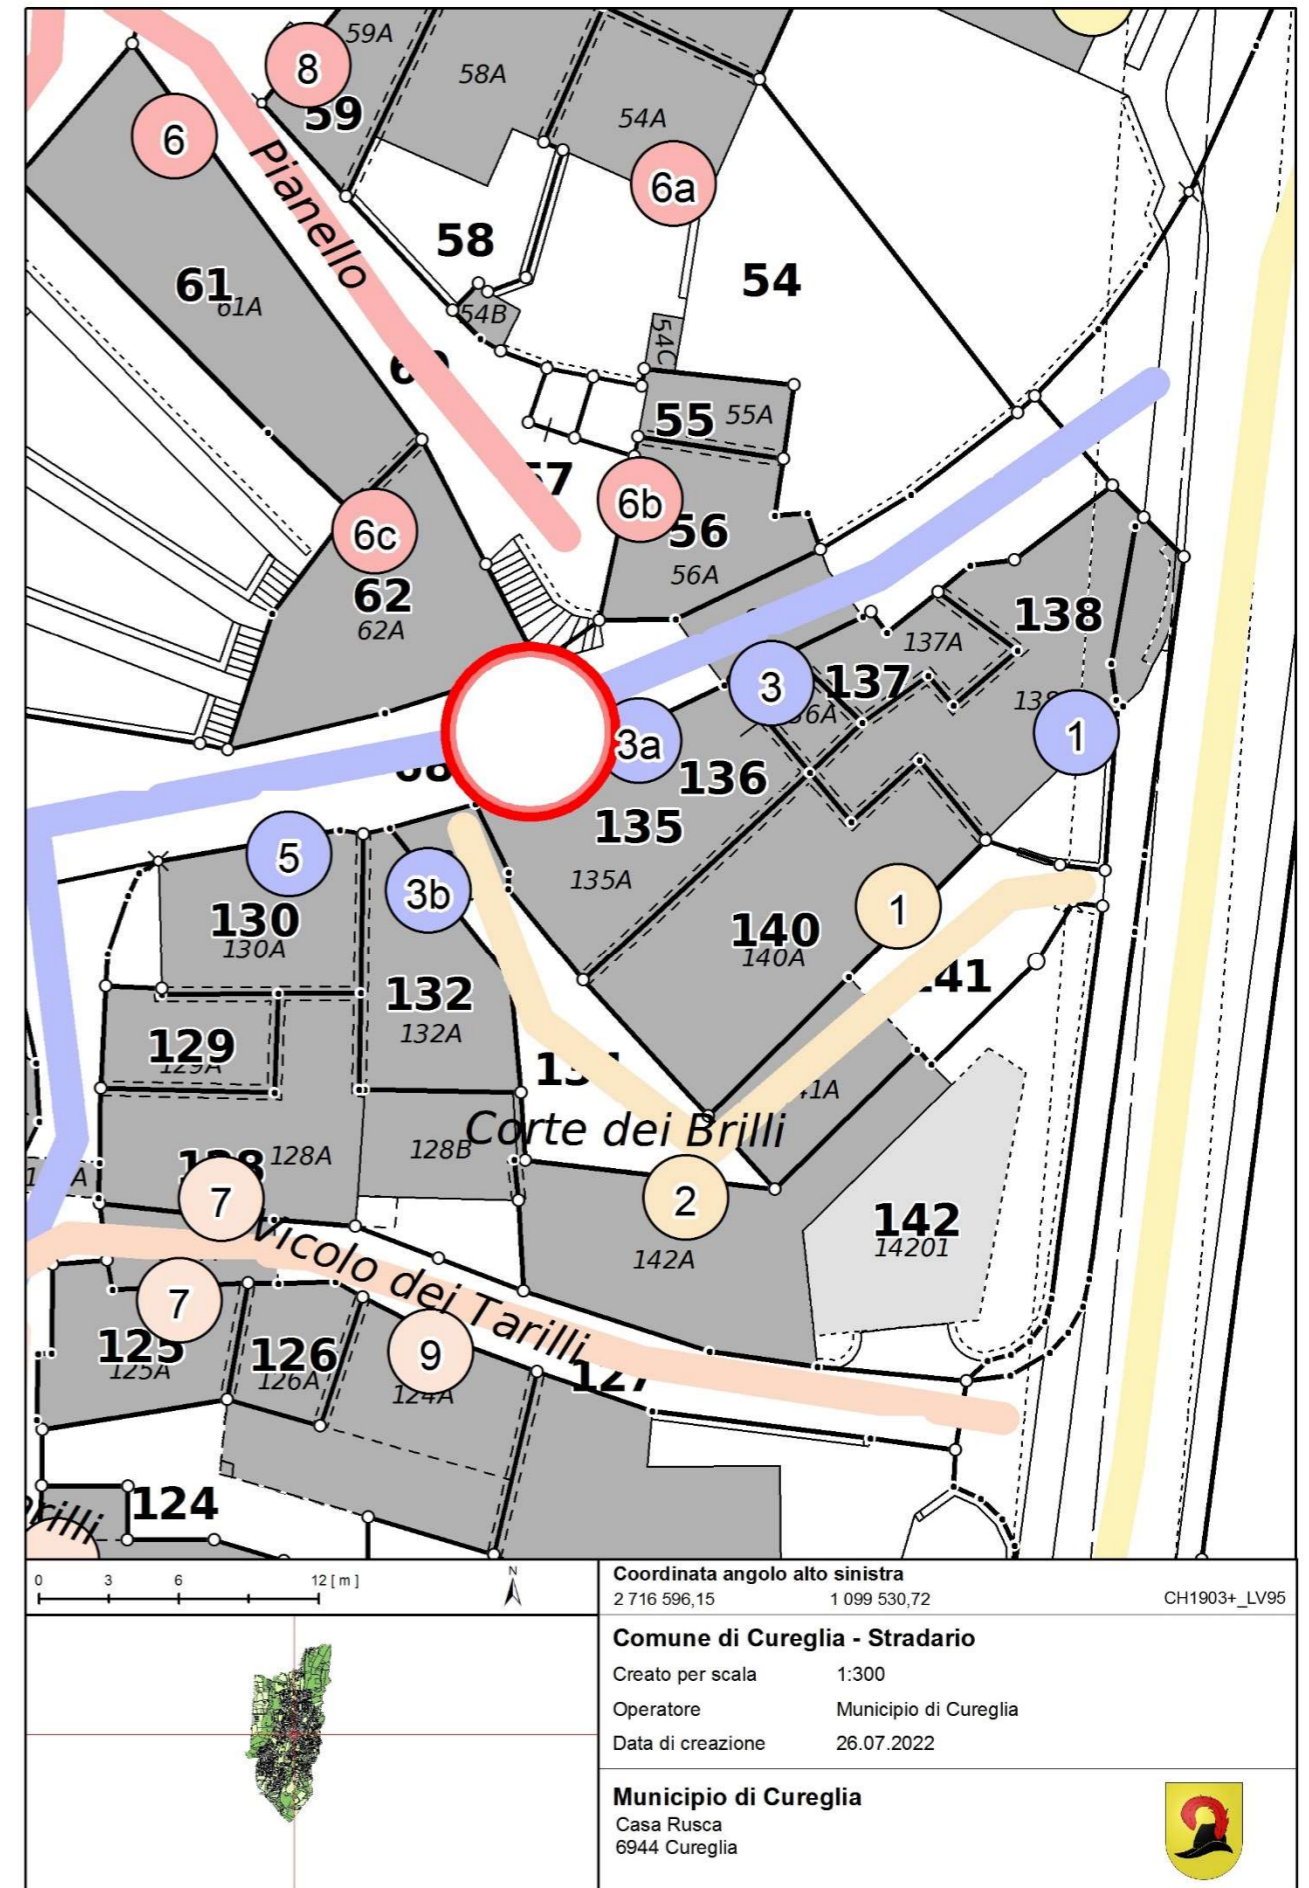 59A
8
58A
59
54A
6
6a
Pianello
58
54
61
61A
54B
54C
55
55A
6b
56
6c
56A
62
62A
138
137A
3
137
1
3a
136
135
5
3b
135A
1
130
130A
140
140A
132
132A
129
129A
Corte dei Brilli
128B
128A
7
2
142
14201
142A
Vicolo dei Tarilli
7
125
125A
126
126A
9
124A
127
124
0 3 6 12 [ m ]
N
Coordinata angolo alto sinistra
2 716 596,15 1 099 530,72 CH1903+_LV95
Comune di Cureglia - Stradario
Creato per scala 1:300
Operatore Municipio di Cureglia
Data di creazione 26.07.2022
Municipio di Cureglia
Casa Rusca
6944 Cureglia